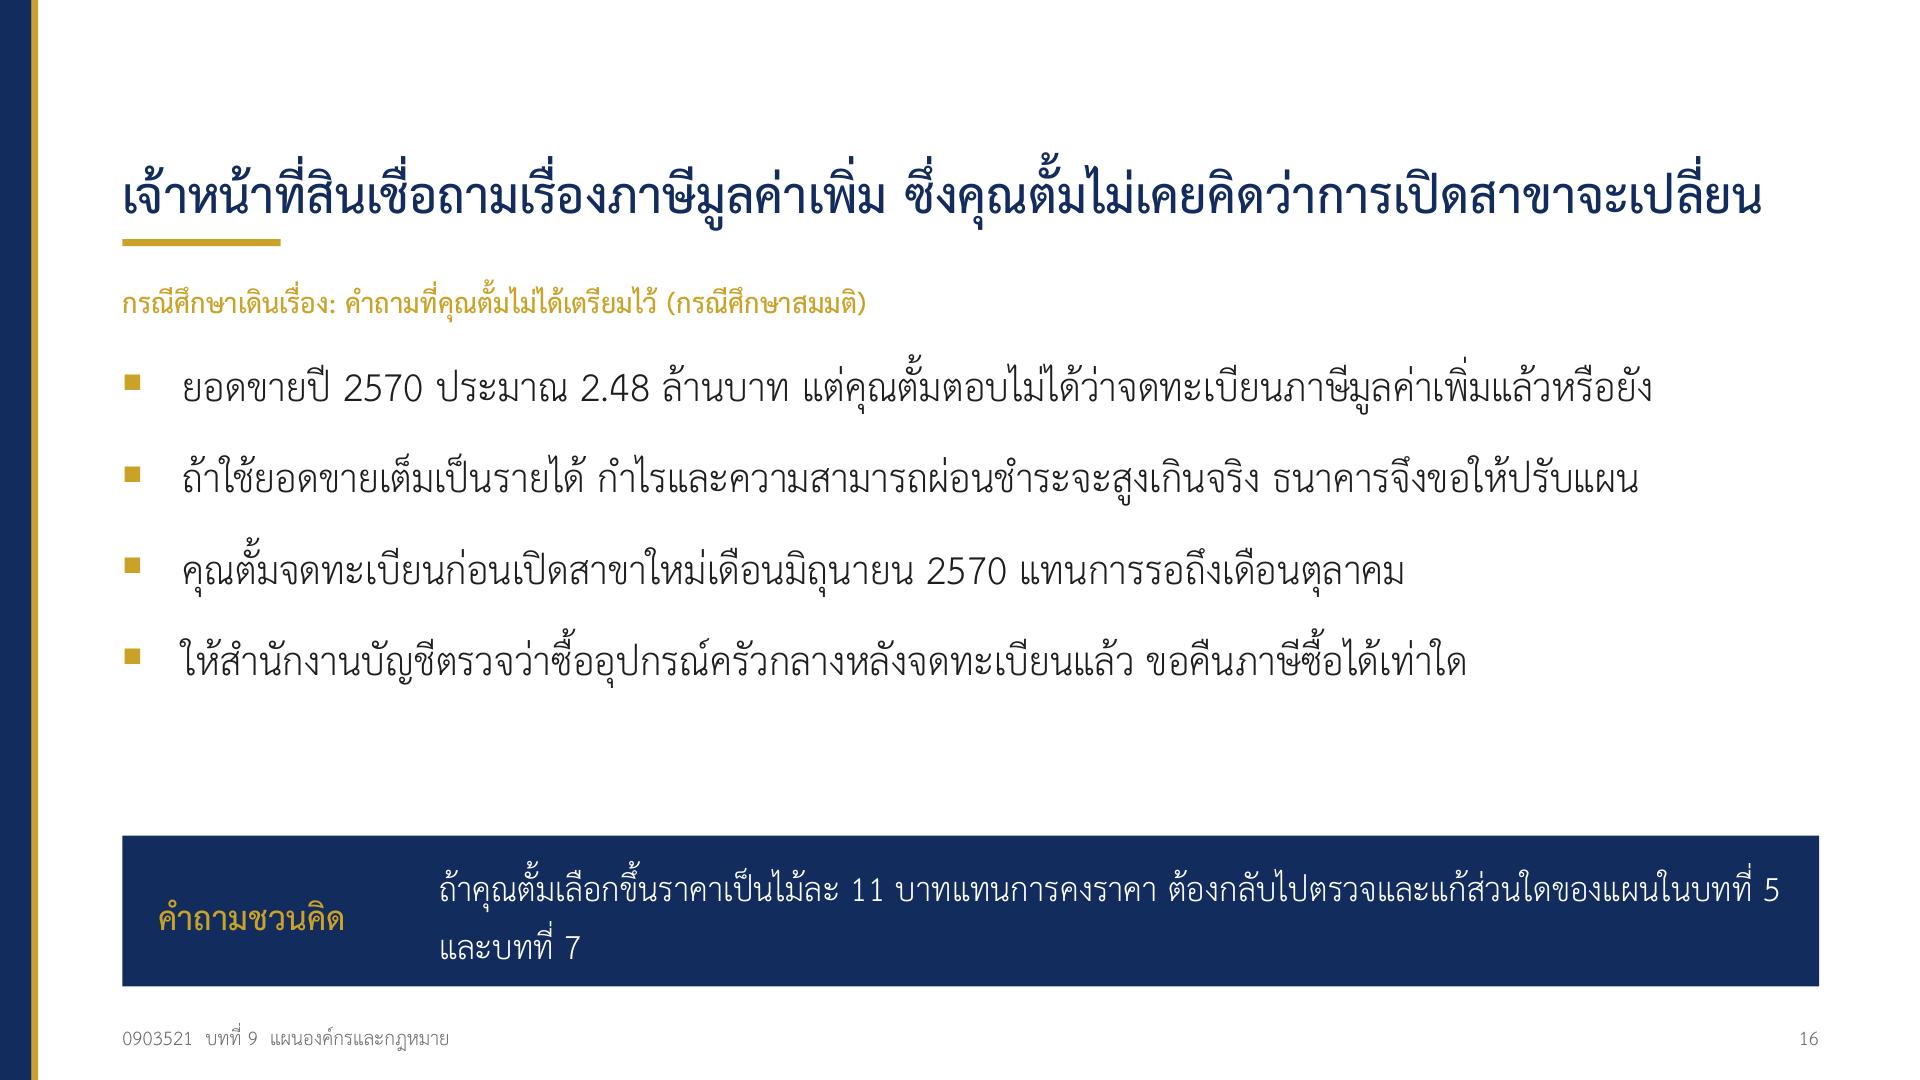 เจ้าหน้าที่สินเชื่อถามเรื่องภาษีมูลค่าเพิ่ม ซึ่งคุณตั้มไม่เคยคิดว่าการเปิดสาขาจะเปลี่ยน
กรณีศึกษาเดินเรื่อง: คำถามที่คุณตั้มไม่ได้เตรียมไว้ (กรณีศึกษาสมมติ)
ยอดขายปี 2570 ประมาณ 2.48 ล้านบาท แต่คุณตั้มตอบไม่ได้ว่าจดทะเบียนภาษีมูลค่าเพิ่มแล้วหรือยัง
ถ้าใช้ยอดขายเต็มเป็นรายได้ กำไรและความสามารถผ่อนชำระจะสูงเกินจริง ธนาคารจึงขอให้ปรับแผน
คุณตั้มจดทะเบียนก่อนเปิดสาขาใหม่เดือนมิถุนายน 2570 แทนการรอถึงเดือนตุลาคม
ให้สำนักงานบัญชีตรวจว่าซื้ออุปกรณ์ครัวกลางหลังจดทะเบียนแล้ว ขอคืนภาษีซื้อได้เท่าใด
คำถามชวนคิด
ถ้าคุณตั้มเลือกขึ้นราคาเป็นไม้ละ 11 บาทแทนการคงราคา ต้องกลับไปตรวจและแก้ส่วนใดของแผนในบทที่ 5
และบทที่ 7
0903521 บทที่ 9 แผนองค์กรและกฎหมาย
16